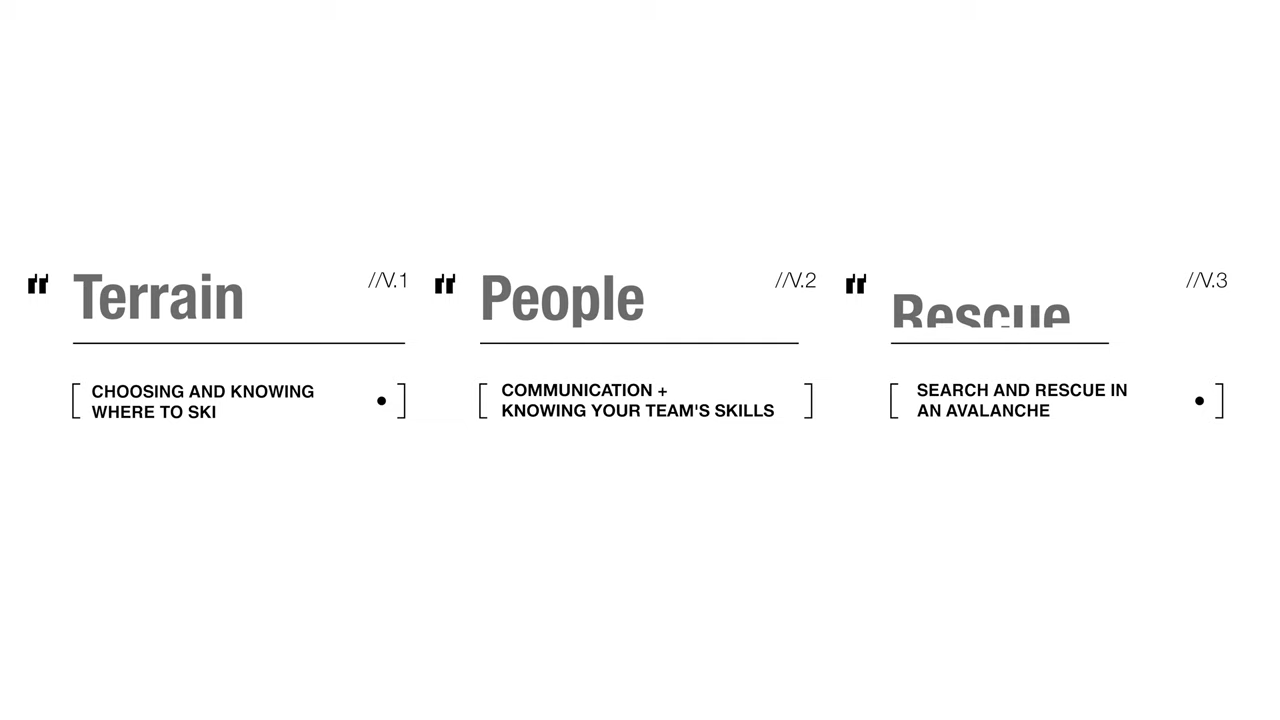 Terrain
//V.1
CHOOSING AND KNOWING
WHERE TO SKI
People
//V.2
COMMUNICATION +
KNOWING YOUR TEAM'S SKILLS
Rescue
//V.3
SEARCH AND RESCUE IN
AN AVALANCHE